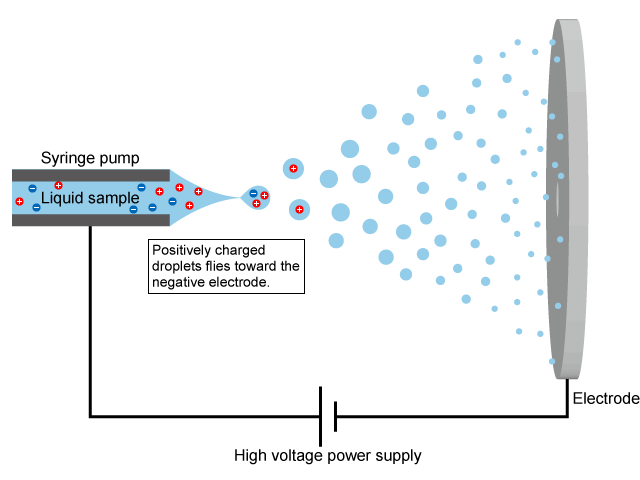 Syringe pump
Liquid sample
Positively charged
droplets flies toward the
negative electrode.
Electrode
High voltage power supply